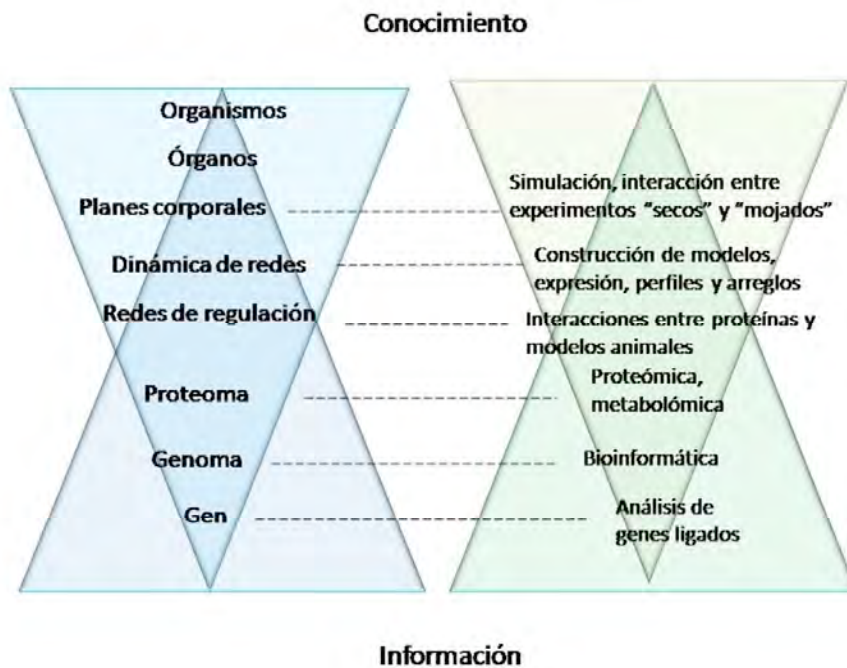 Conocimiento
Organismos
Órganos
Planes corporales
Simulación, interacción entre
experimentos “secos” y “mojados”
Dinámica de redes
Construcción de modelos,
expresión, perfiles y arreglos
Redes de regulación
Interacciones entre proteínas y
modelos animales
Proteoma
Proteómica,
metabolómica
Genoma
Bioinformática
Gen
Análisis de
genes ligados
Información